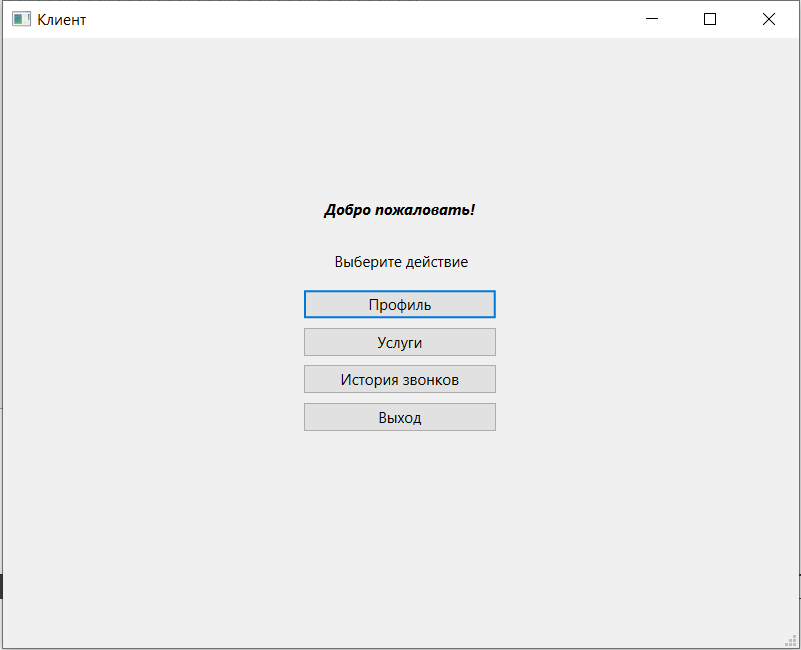 Клиент
Добро пожаловать!
Выберите действие
Профиль
Услуги
История звонков
Выход